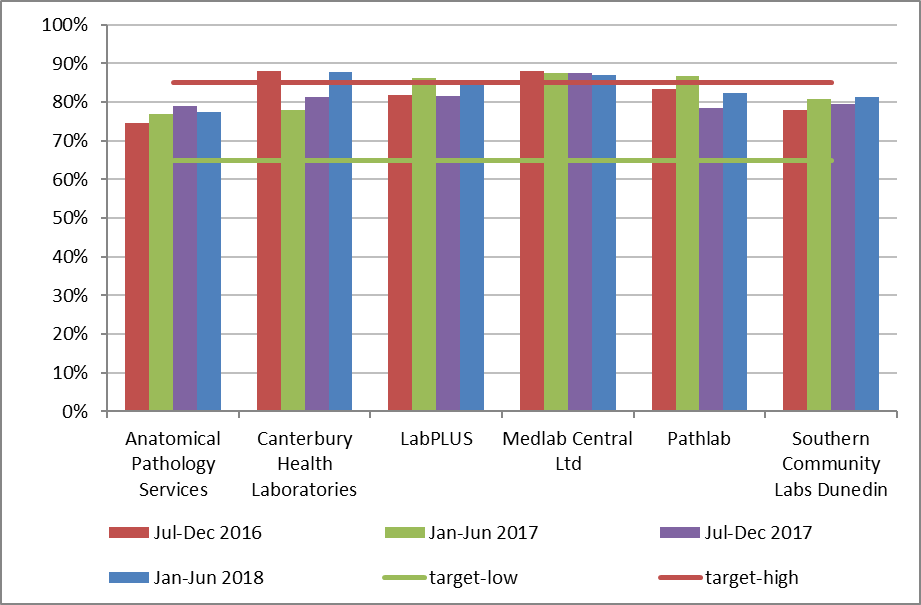 100%
90%
80%
70%
60%
50%
40%
30%
20%
10%
0%
Anatomical
Pathology
Services
Canterbury
Health
Laboratories
LabPLUS
Medlab Central
Ltd
Pathlab
Southern
Community
Labs Dunedin
Jul-Dec 2016
Jan-Jun 2017
Jul-Dec 2017
Jan-Jun 2018
target-low
target-high